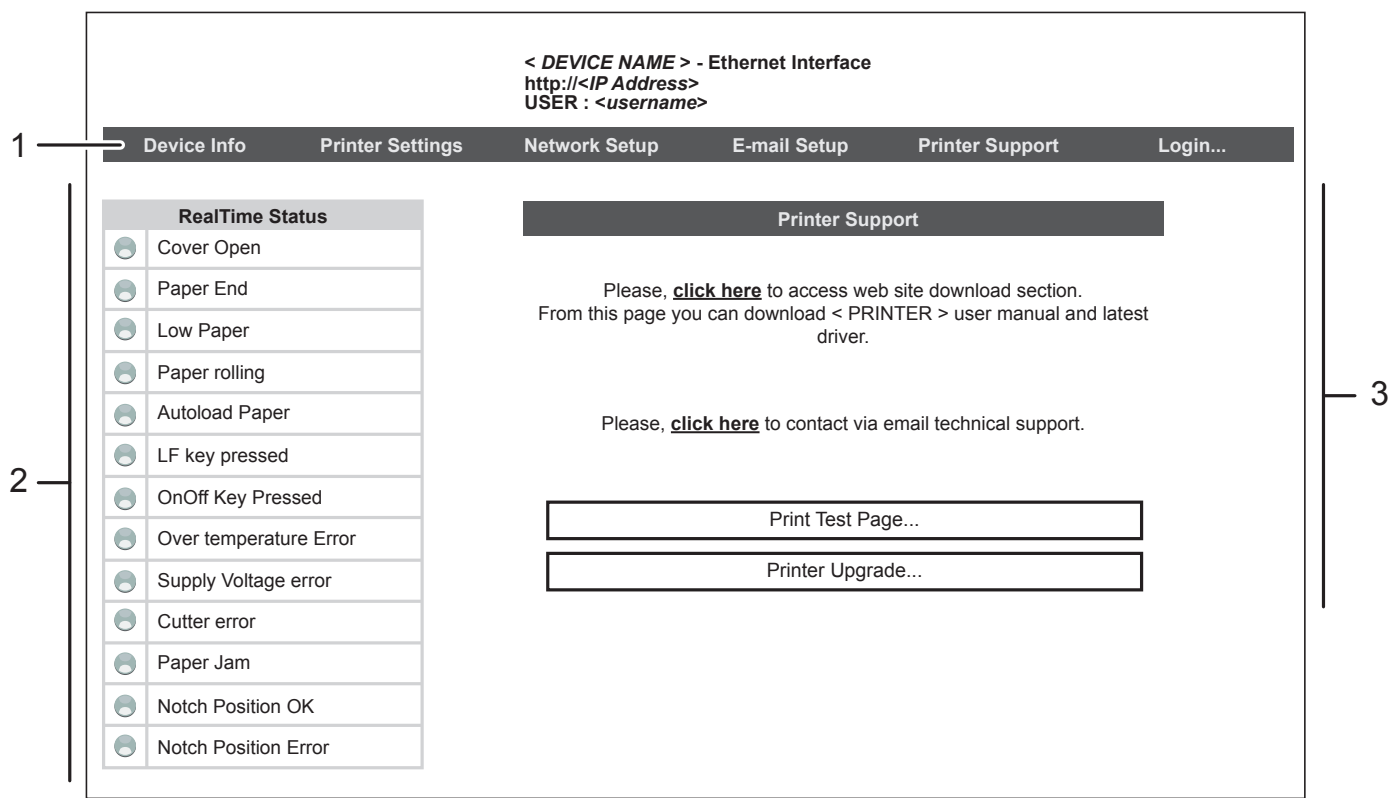 < DEVICE NAME > - Ethernet Interface
http://<IP Address>
USER : <username>
1
Device Info Printer Settings Network Setup E-mail Setup Printer Support Login...
2
RealTime Status
Cover Open
Paper End
Low Paper
Paper rolling
Autoload Paper
LF key pressed
OnOff Key Pressed
Over temperature Error
Supply Voltage error
Cutter error
Paper Jam
Notch Position OK
Notch Position Error
Printer Support
Please, click here to access web site download section.
From this page you can download < PRINTER > user manual and latest
driver.
Please, click here to contact via email technical support.
Print Test Page...
Printer Upgrade...
3